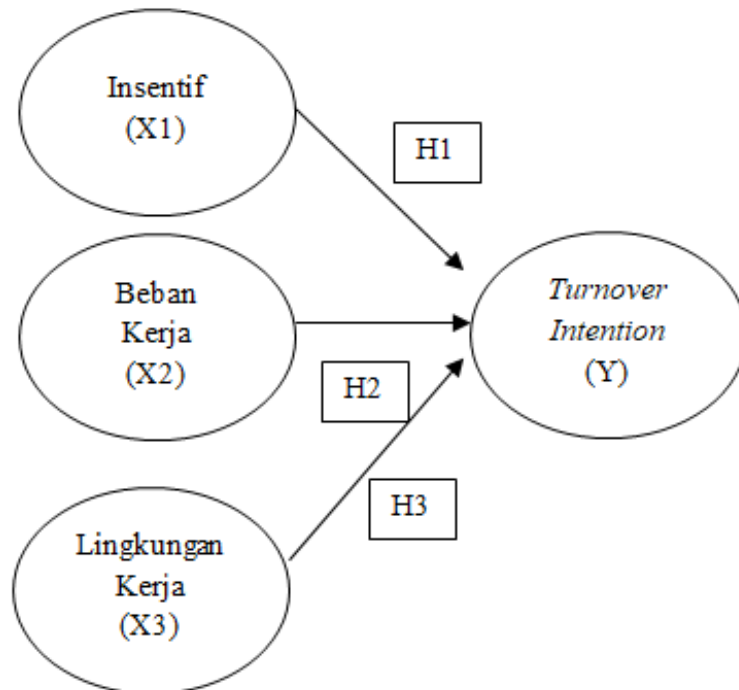 Insentif
(X1)
H1
Beban
Kerja
(X2)
H2
Turnover
Intention
(Y)
H3
Lingkungan
Kerja
(X3)